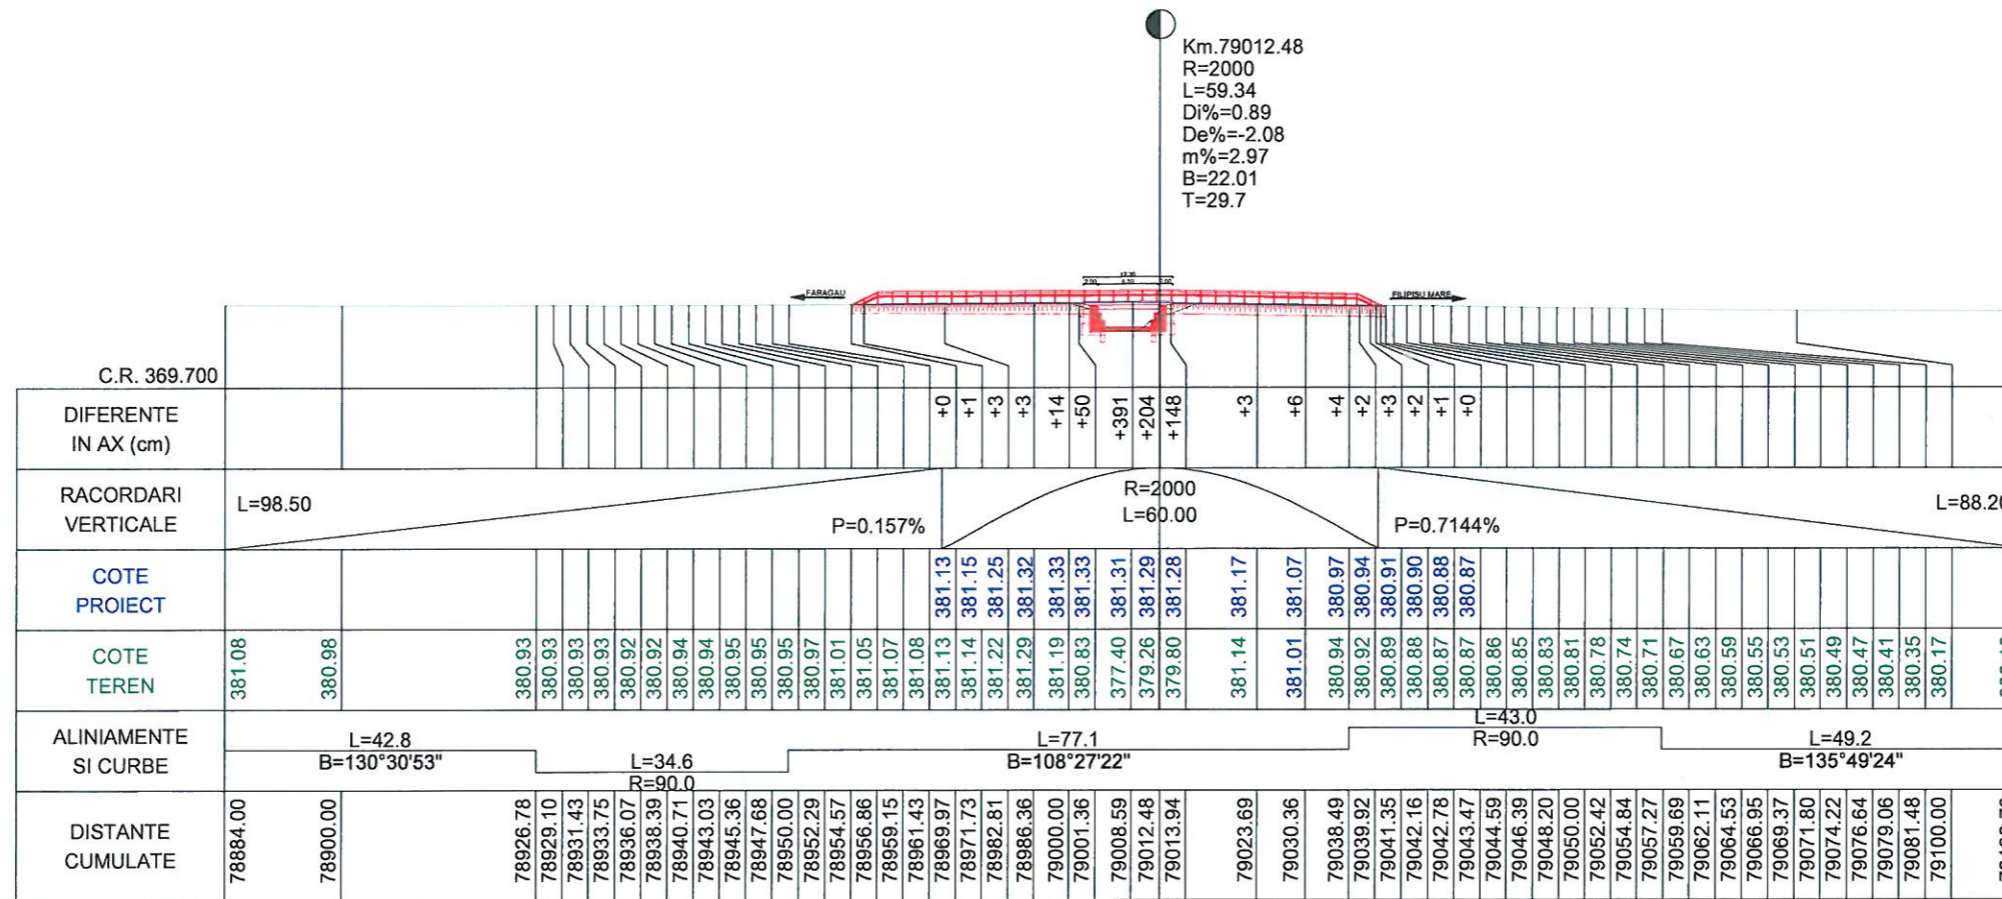 Km.79012.48
R=2000
L=59.34
Di%=0.89
De%=-2.08
m%=2.97
B=22.01
T=29.7
FARAGAU
FILIPISU MARE
C.R. 369.700
DIFERENTE
IN AX (cm)
+0 +1 +3 +3 +14 +50 +391 +204 +148 +3 +6 +4 +2 +3 +2 +1 +0
RACORDARI
VERTICALE
L=98.50
P=0.157%
R=2000
L=60.00
P=0.7144%
COTE
PROIECT
381.13 381.15 381.25 381.32 381.33 381.33 381.31 381.29 381.28 381.17 381.07 380.97 380.94 380.91 380.90 380.88 380.87
COTE
TEREN
381.08 380.98 380.93 380.93 380.93 380.93 380.92 380.92 380.94 380.94 380.95 380.95 380.95 380.97 381.01 381.05 381.07 381.08 381.13 381.14 381.22 381.29 381.19 380.83 377.40 379.26 379.80 381.14 381.01 380.94 380.92 380.89 380.88 380.87 380.87 380.86 380.85 380.83 380.81 380.78 380.74 380.71 380.67 380.63 380.59 380.55 380.53 380.51 380.49 380.47 380.41 380.35 380.17
ALINIAMENTE
SI CURBE
L=42.8
B=130°30'53"
L=34.6
R=90.0
L=77.1
B=108°27'22"
L=43.0
R=90.0
L=49.2
B=135°49'24"
DISTANTE
CUMULATE
78884.00 78900.00 78926.78 78929.10 78931.43 78933.75 78936.07 78938.39 78940.71 78943.03 78945.36 78947.68 78950.00 78952.29 78954.57 78956.86 78959.15 78961.43 78969.97 78971.73 78982.81 78986.36 79000.00 79001.36 79008.59 79012.48 79013.94 79023.69 79030.36 79038.49 79039.92 79041.35 79042.16 79042.78 79043.47 79044.59 79046.39 79048.20 79050.00 79052.42 79054.84 79057.27 79059.69 79062.11 79064.53 79066.95 79069.37 79071.80 79074.22 79076.64 79079.06 79081.48 79100.00